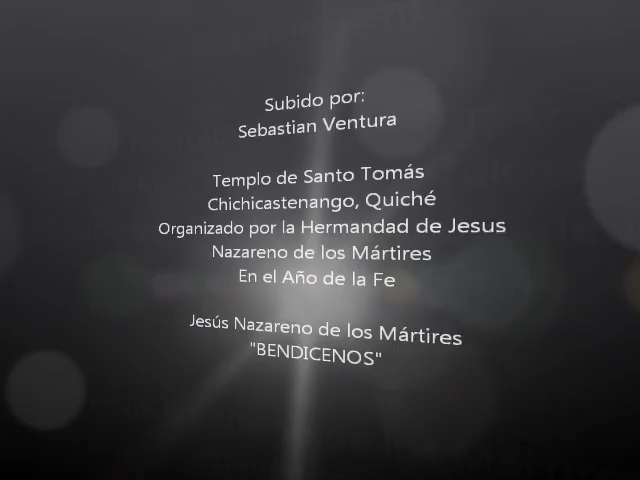 Subido por:
Sebastian Ventura
Templo de Santo Tomás
Chichicastenango, Quiché
Organizado por la Hermandad de Jesus
Nazareno de los Mártires
En el Año de la Fe
Jesús Nazareno de los Mártires
"BENDICENOS"